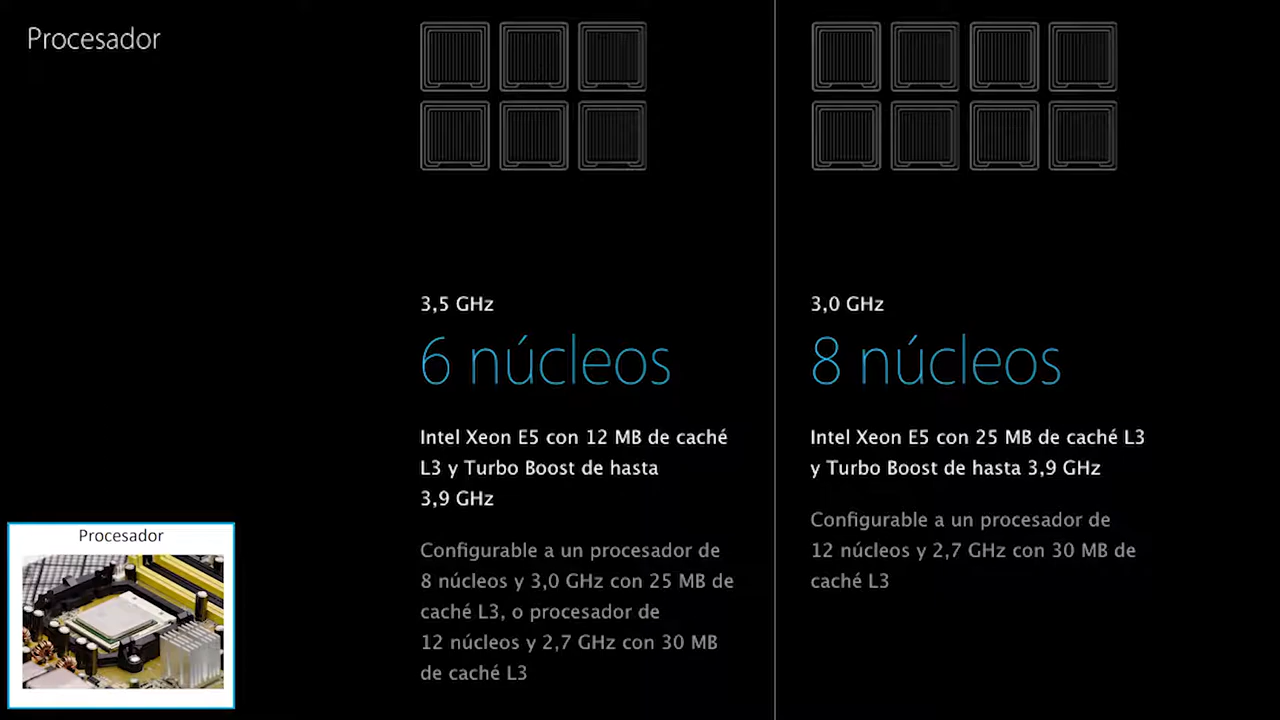 Procesador
3,5 GHz
6 núcleos
Intel Xeon E5 con 12 MB de caché
L3 y Turbo Boost de hasta
3,9 GHz
Configurable a un procesador de
8 núcleos y 3,0 GHz con 25 MB de
caché L3, o procesador de
12 núcleos y 2,7 GHz con 30 MB
de caché L3
3,0 GHz
8 núcleos
Intel Xeon E5 con 25 MB de caché L3
y Turbo Boost de hasta 3,9 GHz
Configurable a un procesador de
12 núcleos y 2,7 GHz con 30 MB de
caché L3
Procesador